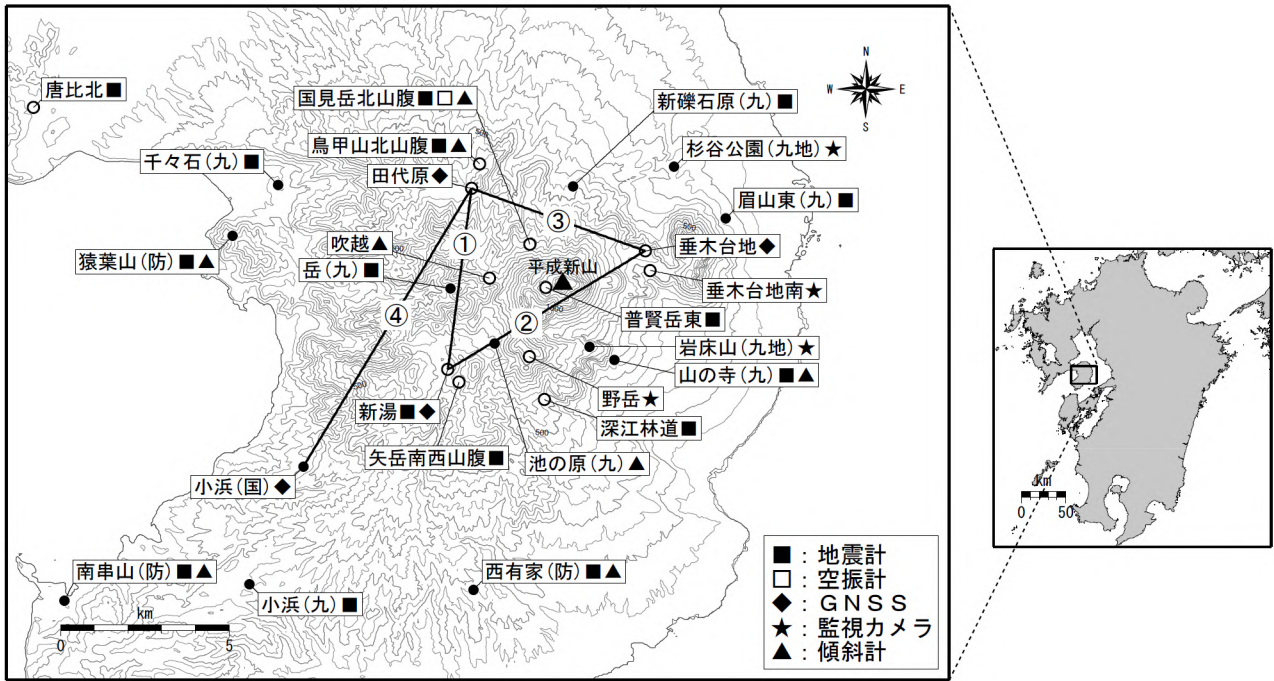 唐比北■
国見岳北山腹■□▲
新礫石原(九)■
N
W E
S
鳥甲山北山腹■▲
杉谷公園(九地)★
千々石(九)■
田代原◆
眉山東(九)■
500
500
③
①
吹越▲
500
垂木台地◆
猿葉山(防)■▲
岳(九)■
平成新山
垂木台地南★
④
②
1000
普賢岳東■
岩床山(九地)★
山の寺(九)■▲
500
新湯■◆
野岳★
深江林道■
500
矢岳南西山腹■
池の原(九)▲
小浜(国)◆
南串山(防)■▲
西有家(防)■▲
小浜(九)■
km
0 5
■：地震計
□：空振計
◆：ＧＮＳＳ
★：監視カメラ
▲：傾斜計
km
0 50